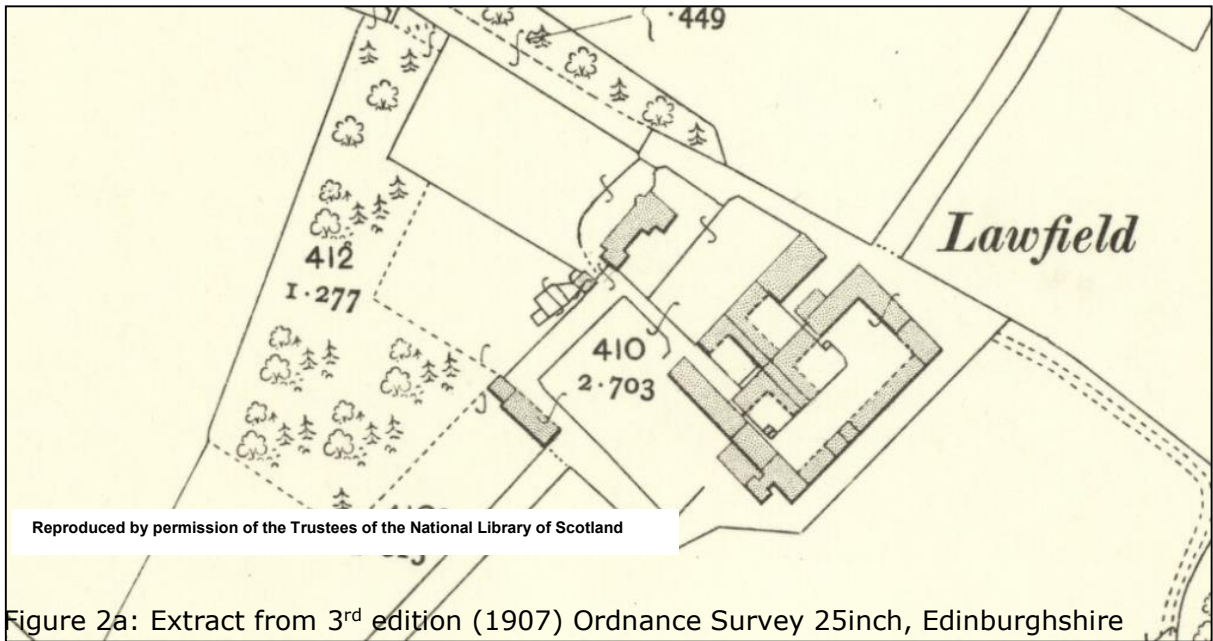 ·449
412
1·277
Lawfield
410
2·703
Reproduced by permission of the Trustees of the National Library of Scotland
Figure 2a: Extract from 3rd edition (1907) Ordnance Survey 25inch, Edinburghshire